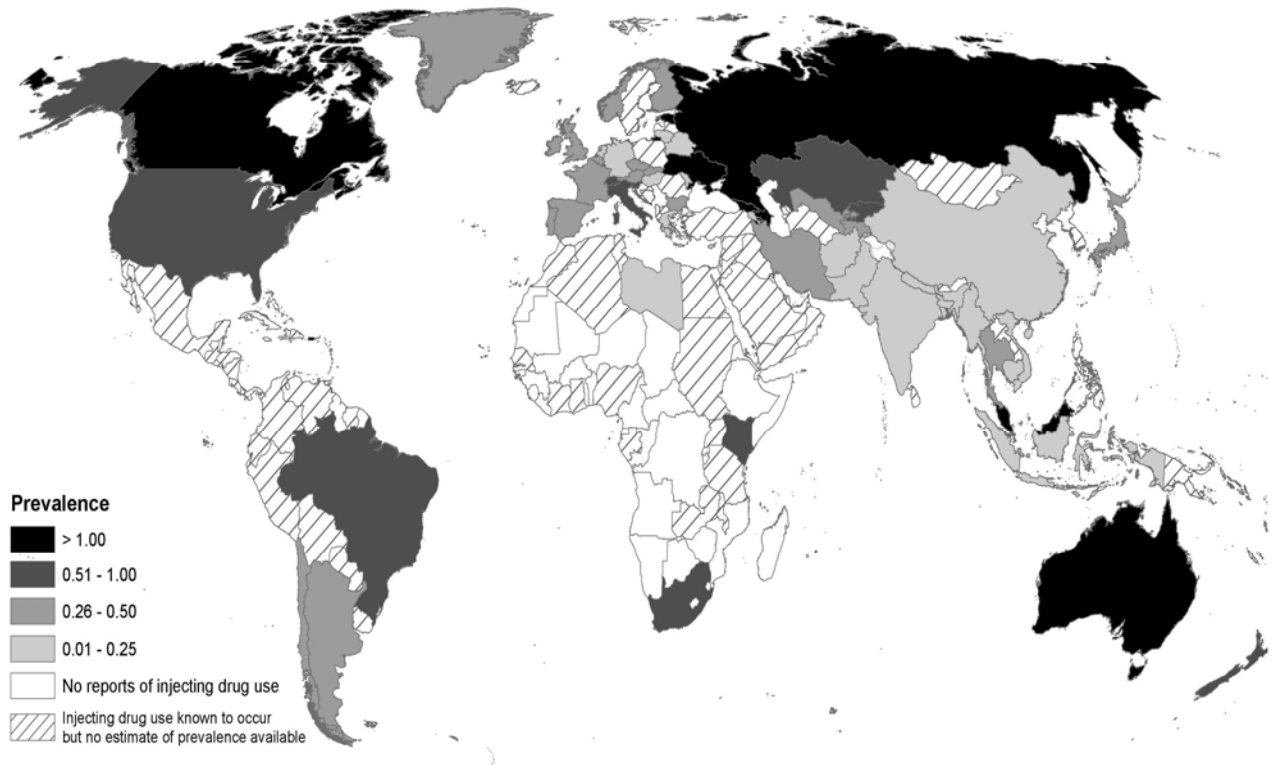 Prevalence
> 1.00
0.51 - 1.00
0.26 - 0.50
0.01 - 0.25
No reports of injecting drug use
Injecting drug use known to occur
but no estimate of prevalence available